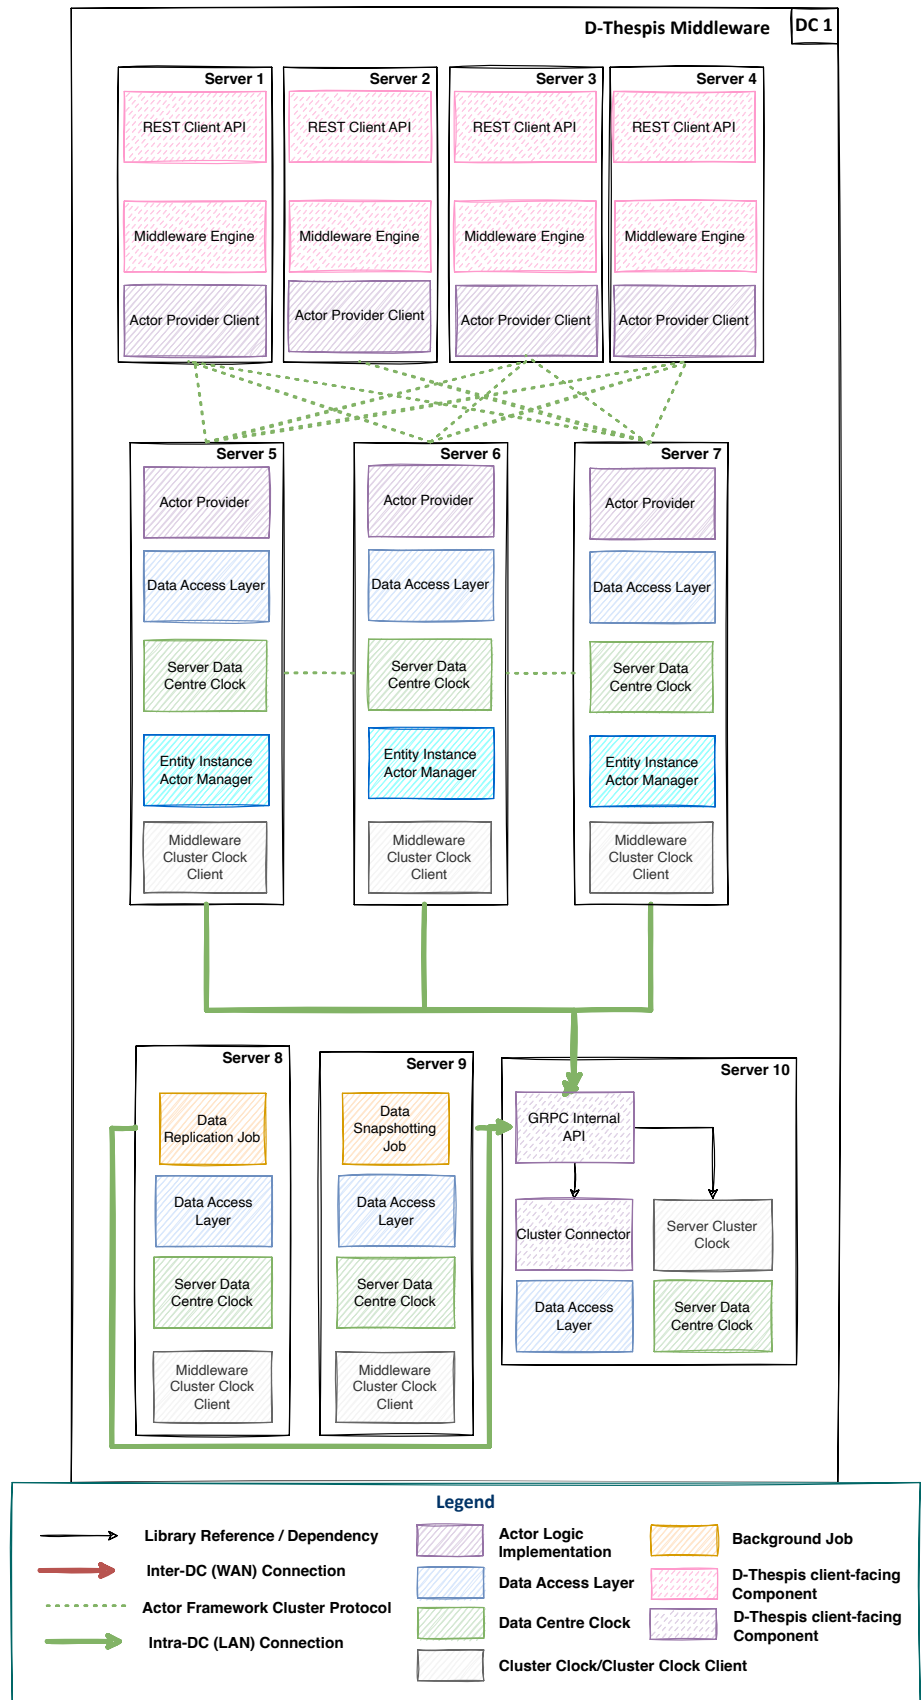 D-Thespis Middleware
DC 1
Server 1
REST Client API
Middleware Engine
Actor Provider Client
Server 2
REST Client API
Middleware Engine
Actor Provider Client
Server 3
REST Client API
Middleware Engine
Actor Provider Client
Server 4
REST Client API
Middleware Engine
Actor Provider Client
Server 5
Actor Provider
Data Access Layer
Server Data
Centre Clock
Entity Instance
Actor Manager
Middleware
Cluster Clock
Client
Server 6
Actor Provider
Data Access Layer
Server Data
Centre Clock
Entity Instance
Actor Manager
Middleware
Cluster Clock
Client
Server 7
Actor Provider
Data Access Layer
Server Data
Centre Clock
Entity Instance
Actor Manager
Middleware
Cluster Clock
Client
Server 8
Data
Replication Job
Data Access
Layer
Server Data
Centre Clock
Middleware
Cluster Clock
Client
Server 9
Data
Snapshotting
Job
Data Access
Layer
Server Data
Centre Clock
Middleware
Cluster Clock
Client
Server 10
GRPC Internal
API
Cluster Connector
Server Cluster
Clock
Data Access
Layer
Server Data
Centre Clock
Legend
Library Reference / Dependency
Inter-DC (WAN) Connection
Actor Framework Cluster Protocol
Intra-DC (LAN) Connection
Actor Logic
Implementation
Data Access Layer
Data Centre Clock
Cluster Clock/Cluster Clock Client
Background Job
D-Thespis client-facing
Component
D-Thespis client-facing
Component